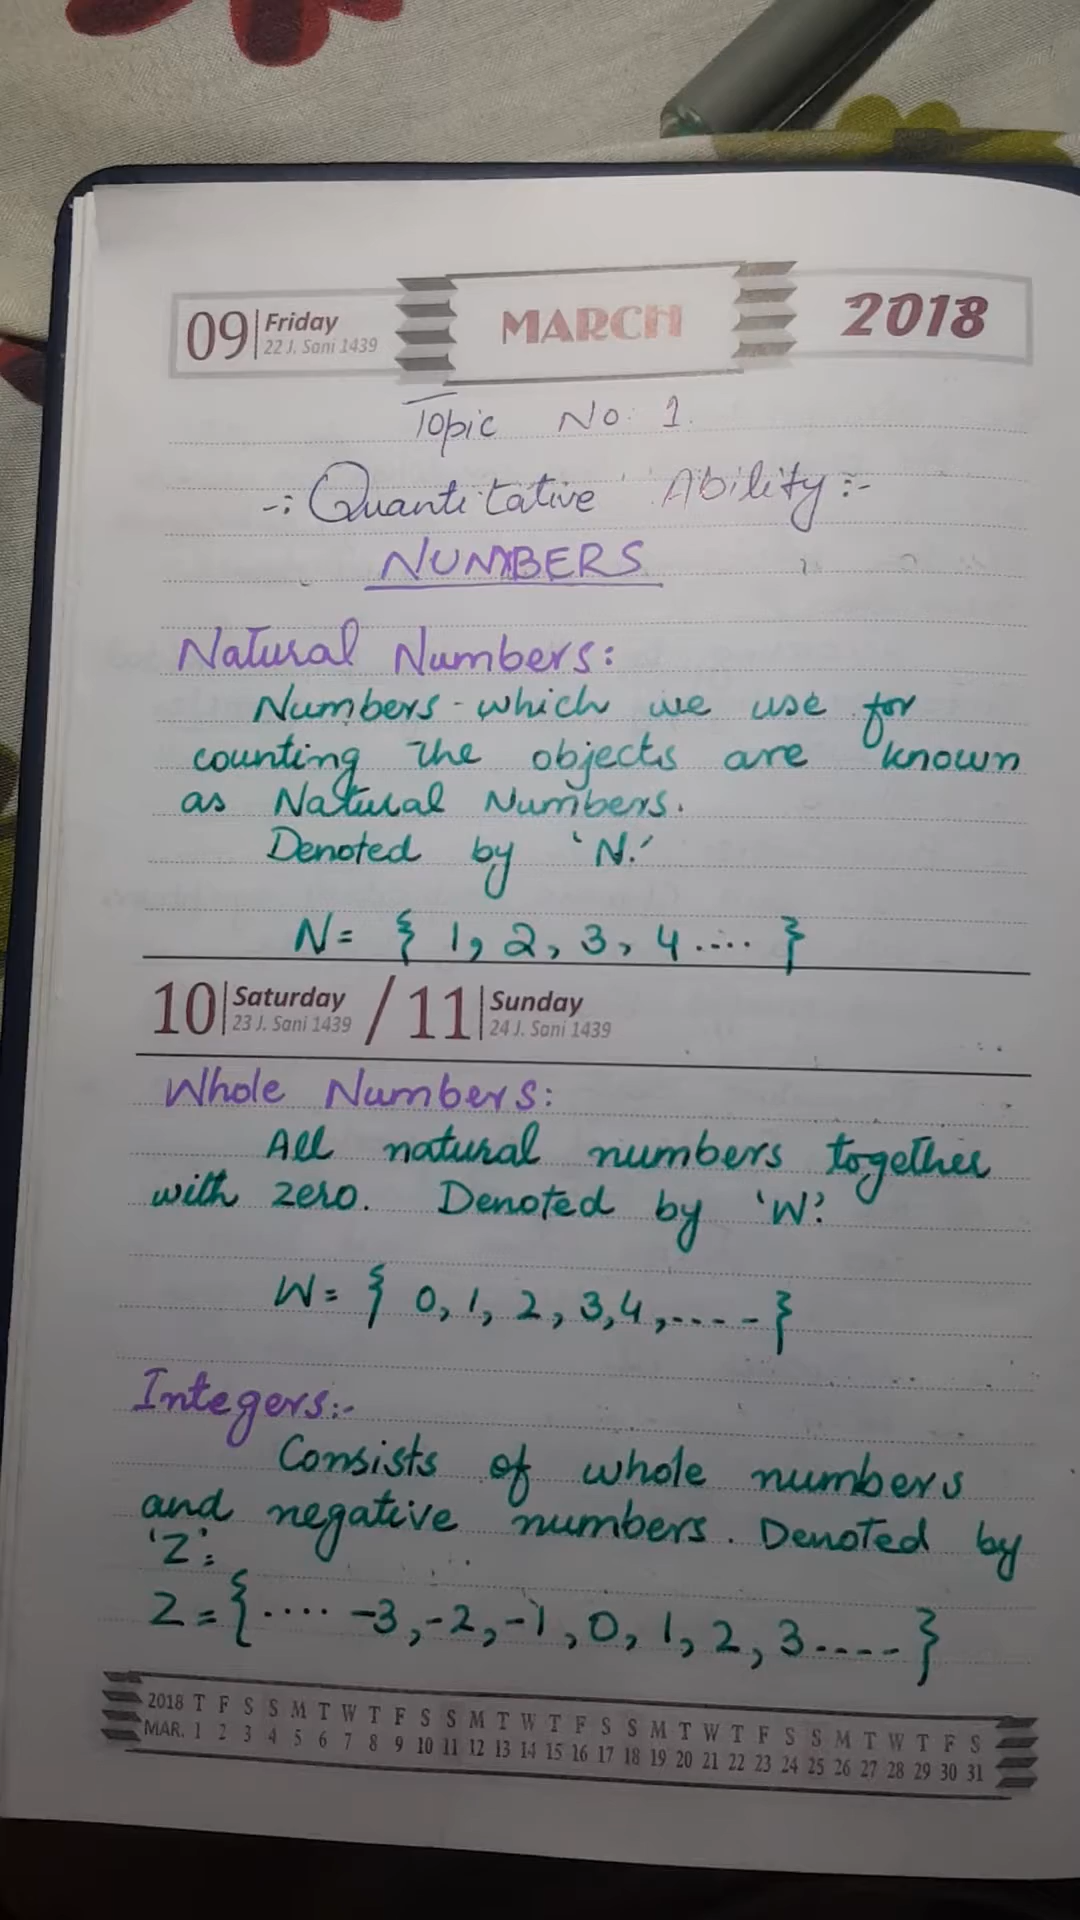 09 Friday 22 J. Sani 1439 MARCH 2018
Topic No: 1.
-: Quantitative Ability :-
NUMBERS
Natural Numbers:
Numbers - which we use for
counting the objects are known
as Natural Numbers.
Denoted by 'N.'
N = { 1, 2, 3, 4 .... }
10 Saturday 23 J. Sani 1439 / 11 Sunday 24 J. Sani 1439
Whole Numbers:
All natural numbers together
with zero. Denoted by 'W'.
W = { 0, 1, 2, 3, 4, ..... }
Integers:-
Consists of whole numbers
and negative numbers. Denoted by
'Z'.
Z = { .... -3, -2, -1, 0, 1, 2, 3 ..... }
2018 T F S S M T W T F S S M T W T F S S M T W T F S S M T W T F S
MAR. 1 2 3 4 5 6 7 8 9 10 11 12 13 14 15 16 17 18 19 20 21 22 23 24 25 26 27 28 29 30 31